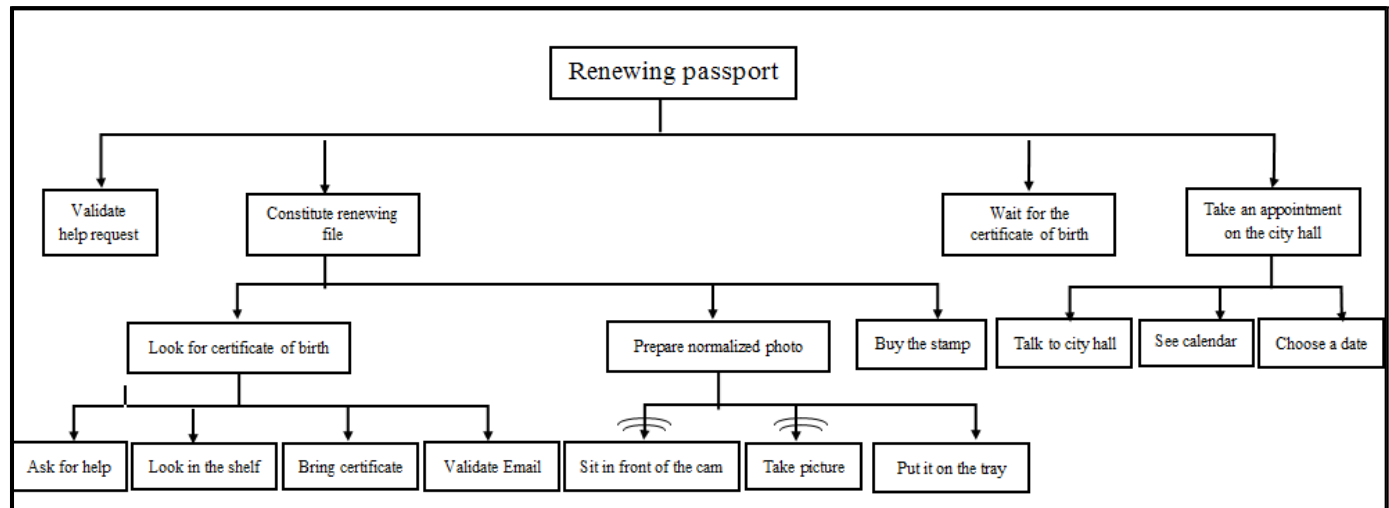 Renewing passport
Validate
help request
Constitute renewing
file
Wait for the
certificate of birth
Take an appointment
on the city hall
Look for certificate of birth
Prepare normalized photo
Buy the stamp
Talk to city hall
See calendar
Choose a date
Ask for help
Look in the shelf
Bring certificate
Validate Email
Sit in front of the cam
Take picture
Put it on the tray